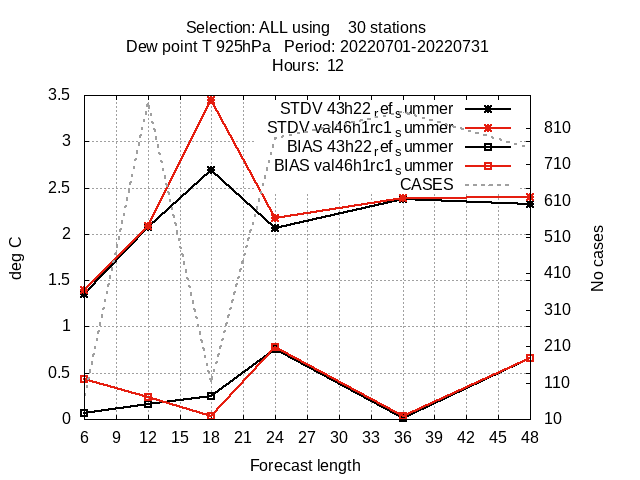 Selection: ALL using    30 stations
Dew point T 925hPa   Period: 20220701-20220731
Hours:  12
STDV 43h22_ref_summer
STDV val46h1rc1_summer
BIAS 43h22_ref_summer
BIAS val46h1rc1_summer
CASES
3.5
3
2.5
2
1.5
1
0.5
0
deg C
810
710
610
510
410
310
210
110
10
No cases
6 9 12 15 18 21 24 27 30 33 36 39 42 45 48
Forecast length